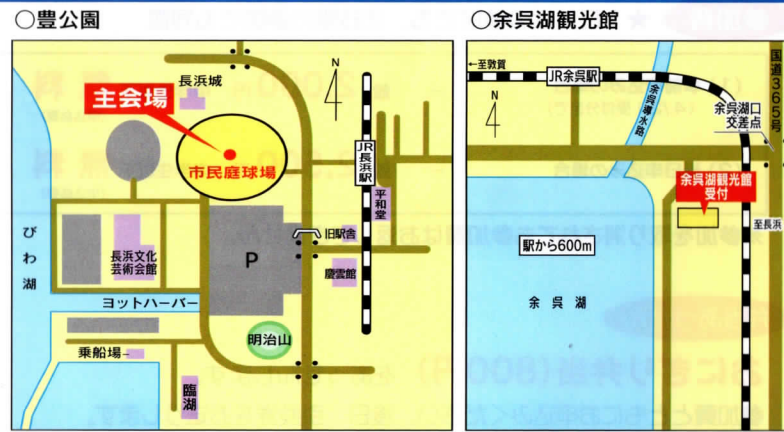 ○豊公園
N
長浜城
主会場
市民庭球場
JR長浜駅
平和堂
旧駅舎
慶雲館
P
長浜文化
芸術会館
びわ湖
ヨットハーバー
明治山
乗船場
臨湖
○余呉湖観光館
←至敦賀
JR余呉駅
国道365号
N
余呉導水路
余呉湖口
交差点
余呉湖観光館
受付
至長浜
駅から600m
余呉湖